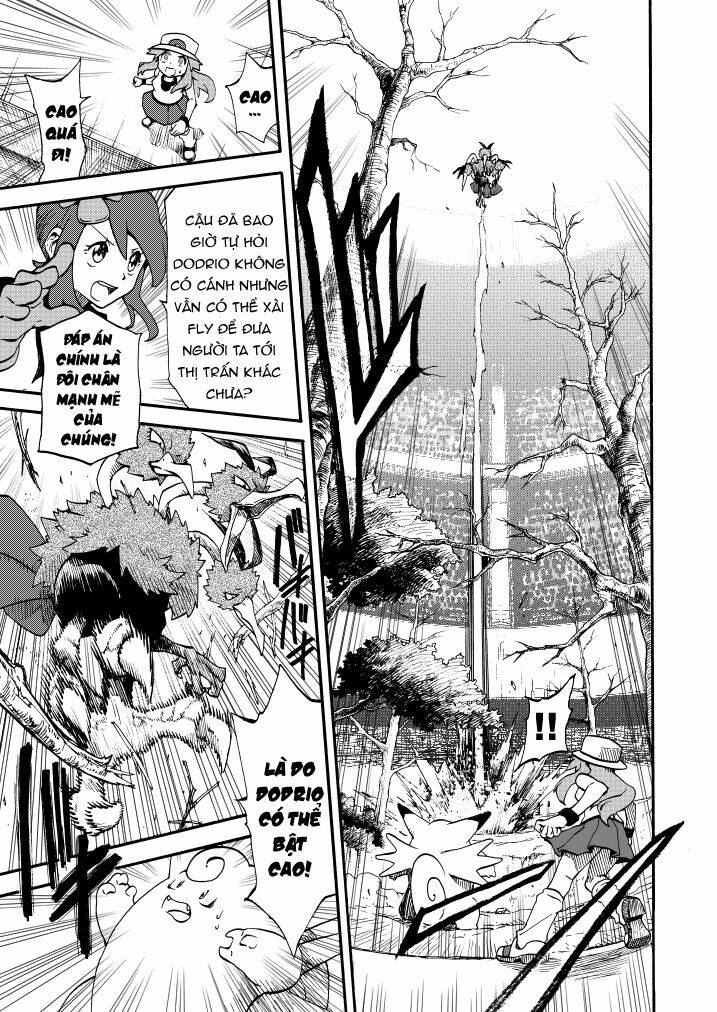 !!
CAO
...
CAO
QUÁ
ĐI!
CẬU ĐÃ BAO
GIỜ TỰ HỎI
DODRIO KHÔNG
CÓ CÁNH NHƯNG
VẪN CÓ THỂ XÀI
FLY ĐỂ ĐƯA
NGƯỜI TA TỚI
THỊ TRẤN KHÁC
CHƯA?
ĐÁP ÁN
CHÍNH LÀ
ĐÔI CHÂN
MẠNH MẼ
CỦA
CHÚNG!
LÀ DO
DODRIO
CÓ THỂ
BẬT
CAO!